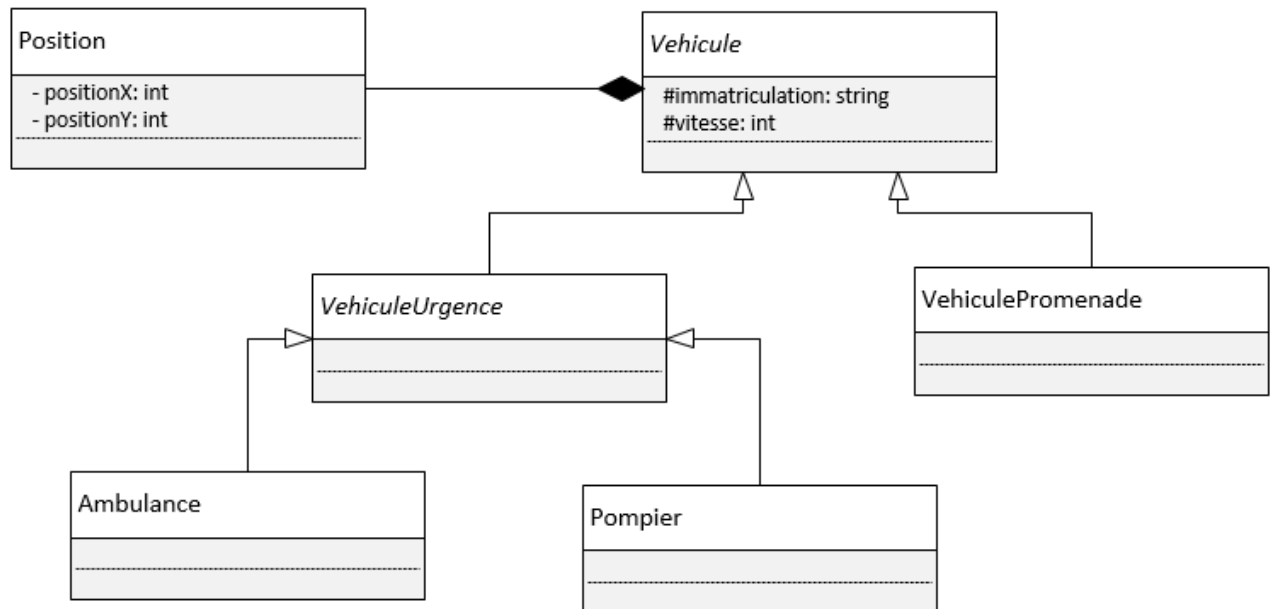 Position
- positionX: int
- positionY: int
Vehicule
#immatriculation: string
#vitesse: int
VehiculeUrgence
VehiculePromenade
Ambulance
Pompier